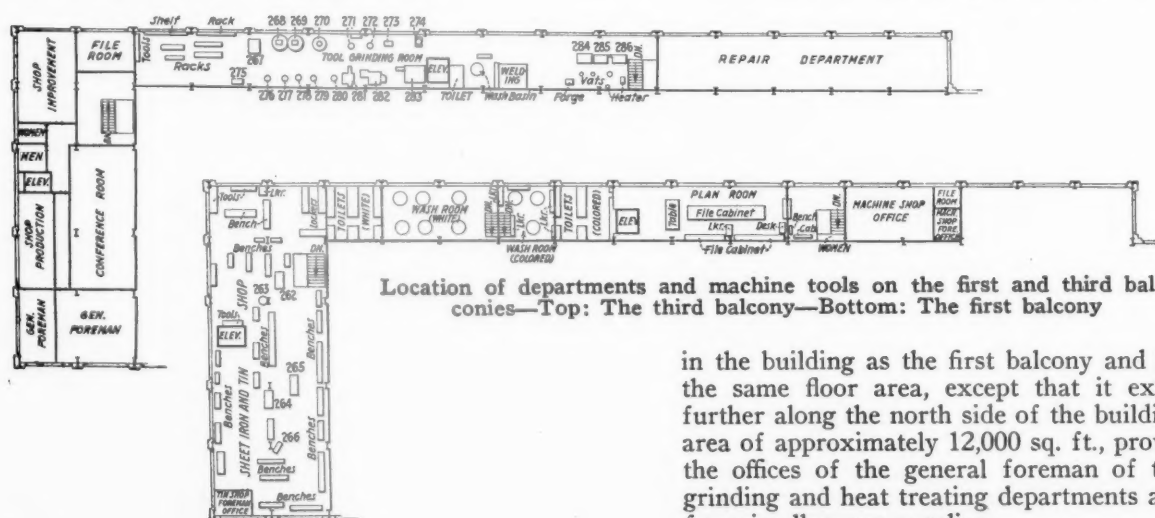 Shelf
Rack
268 269 270 271 272 273 274
SHOP
IMPROVEMENT
FILE
ROOM
Tools
Racks
267
275
TOOL GRINDING ROOM
276 277 278 279 280 281 282 283
ELEV.
TOILET
Wash Basin
WELD-
ING
284 285 286
DN.
Vats
Forge
Heater
REPAIR DEPARTMENT
WOMEN
MEN
ELEV.
DN.
SHOP
PRODUCTION
CONFERENCE ROOM
GEN.
FOREMAN
GEN.
FOREMAN
Tools
Lkr.
Bench
Lockers
TOILETS
(WHITE)
WASH ROOM
(WHITE)
DN.
DN.
Lkr.
Lkr.
WASH ROOM
(COLORED)
TOILETS
(COLORED)
ELEV.
PLAN ROOM
Table
File Cabinet
Lkr.
Desk
File Cabinet
Bench
Cab.
DN.
WOMEN
MACHINE SHOP
OFFICE
FILE
ROOM
MACH.
SHOP
FORE.
OFFICE
Benches
DN.
263
262
Tools
ELEV.
SHEET IRON AND TIN SHOP
Benches
Benches
265
264
Benches
266
Benches
Benches
Benches
TIN SHOP
FOREMAN
OFFICE
Location of departments and machine tools on the first and third bal-
conies—Top: The third balcony—Bottom: The first balcony
in the building as the first balcony and
the same floor area, except that it ex
further along the north side of the buildi
area of approximately 12,000 sq. ft., prov
the offices of the general foreman of t
grinding and heat treating departments a